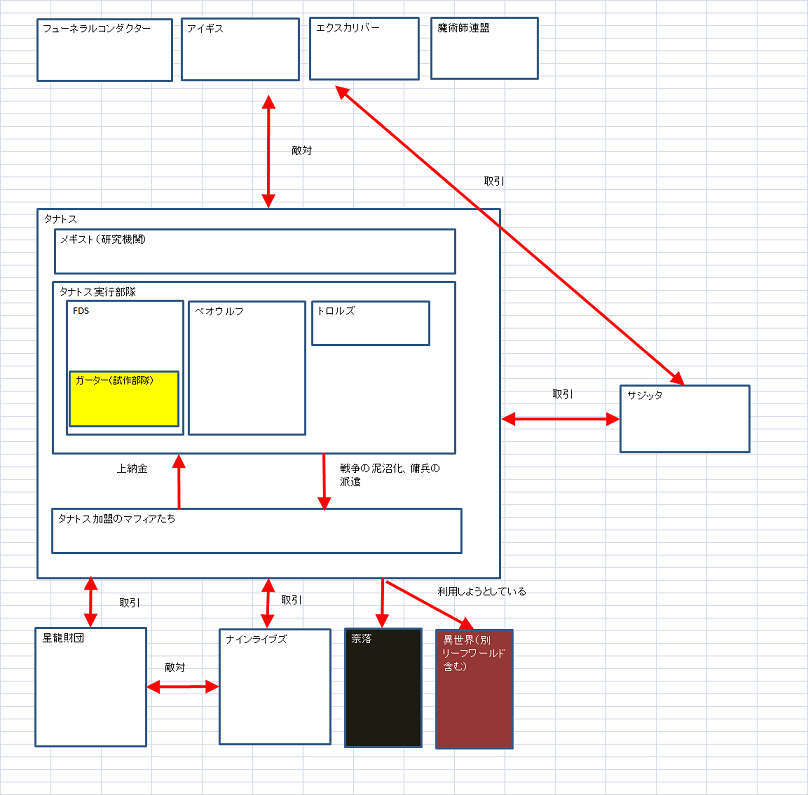 フューネラルコンダクター
アイギス
エクスカリバー
魔術師連盟
敵対
取引
タナトス
メギスト(研究機関)
タナトス実行部隊
FDS
ベオウルフ
トロルズ
ガーター(試作部隊)
取引
サジッタ
上納金
戦争の泥沼化、傭兵の
派遣
タナトス加盟のマフィアたち
取引
取引
利用しようとしている
星龍財団
ナインライブズ
奈落
異世界(別
リーフワールド
含む)
敵対